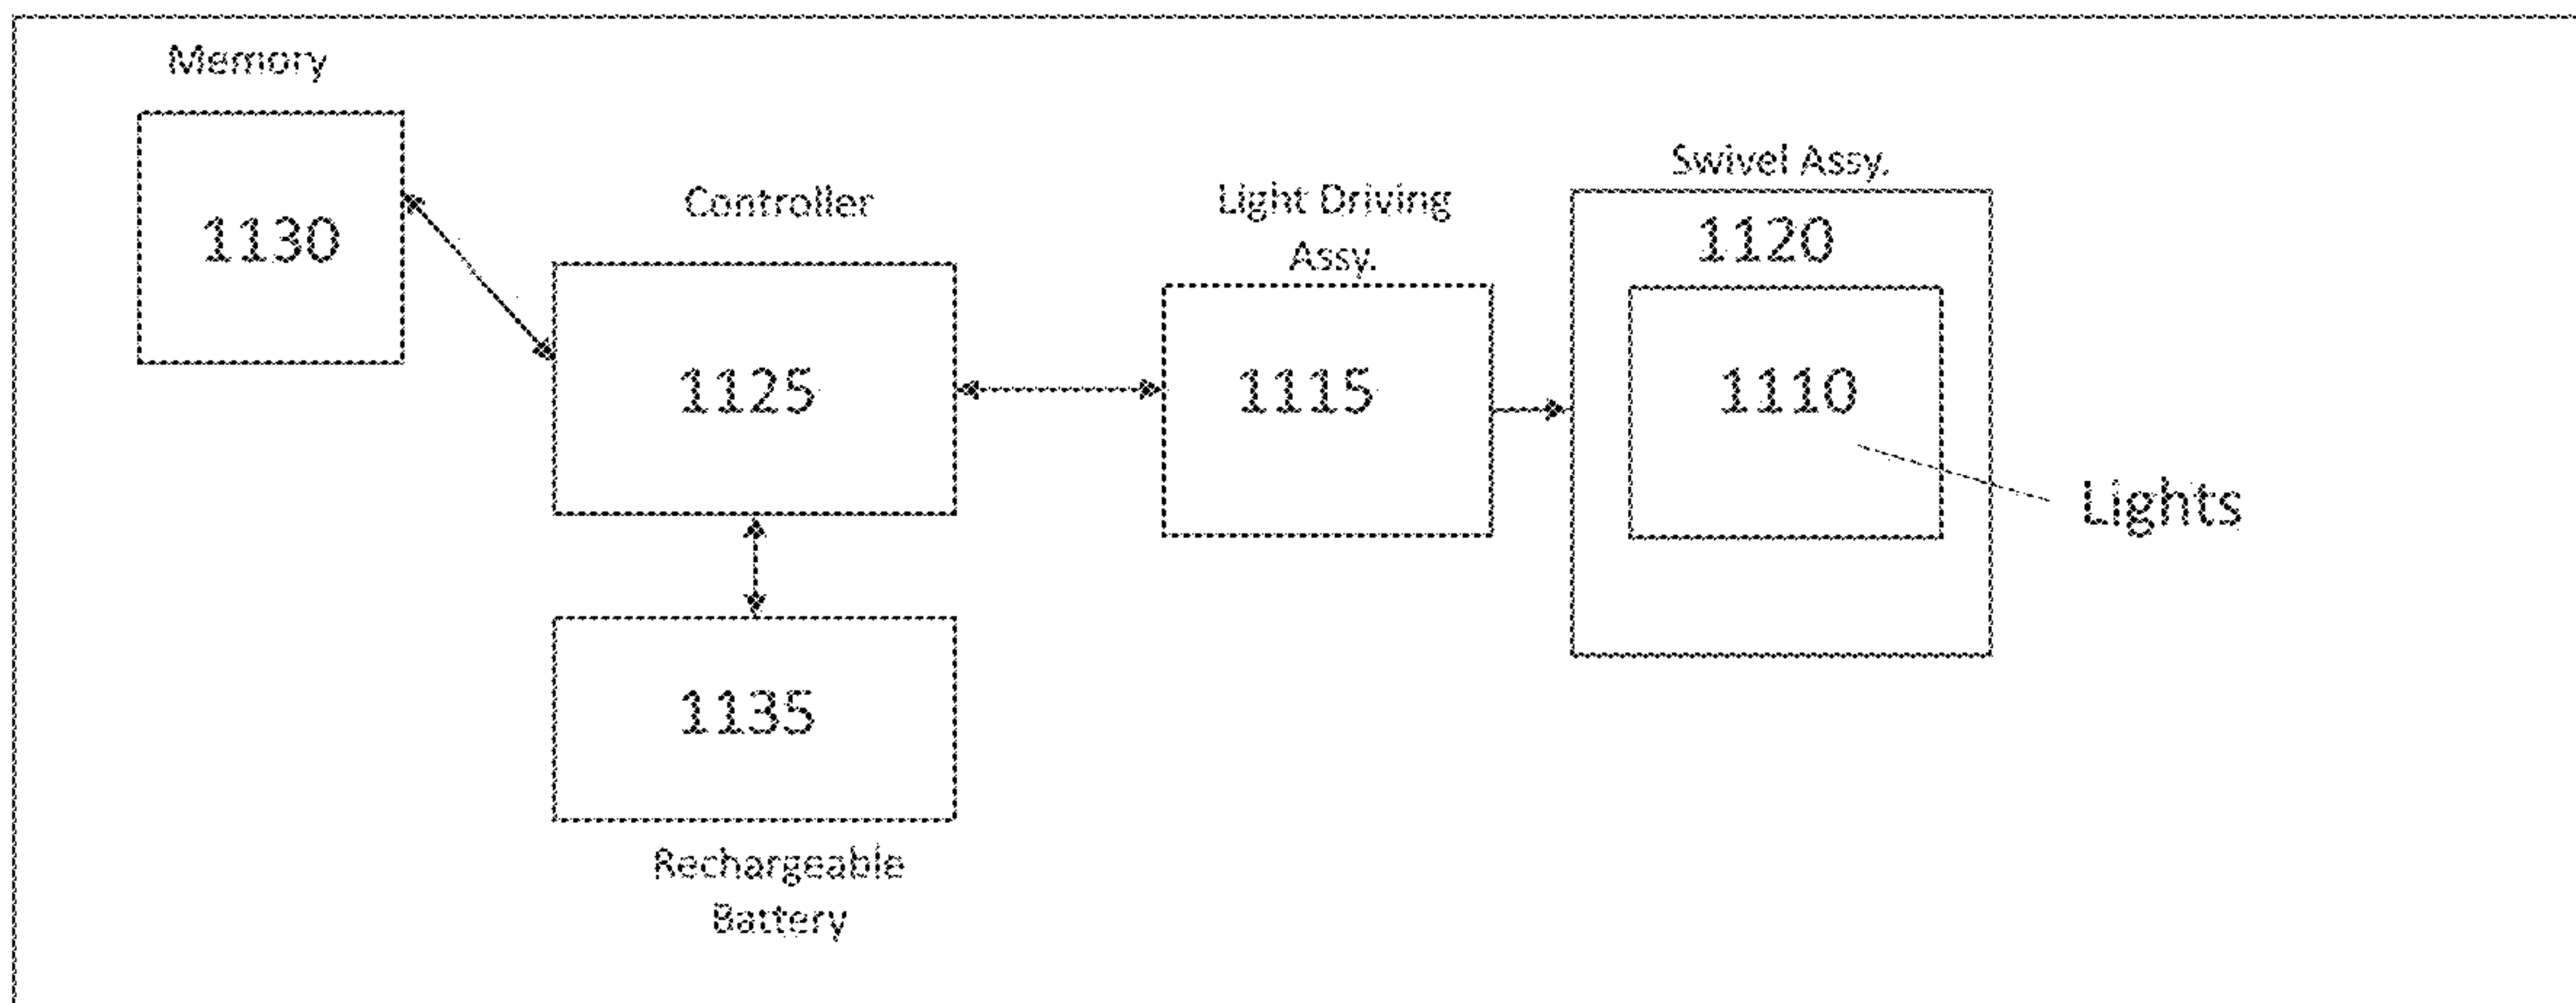 Memory
1130
Controller
1125
Light Driving
Assy.
1115
Swivel Assy.
1120
1110
Lights
1135
Rechargeable
Battery